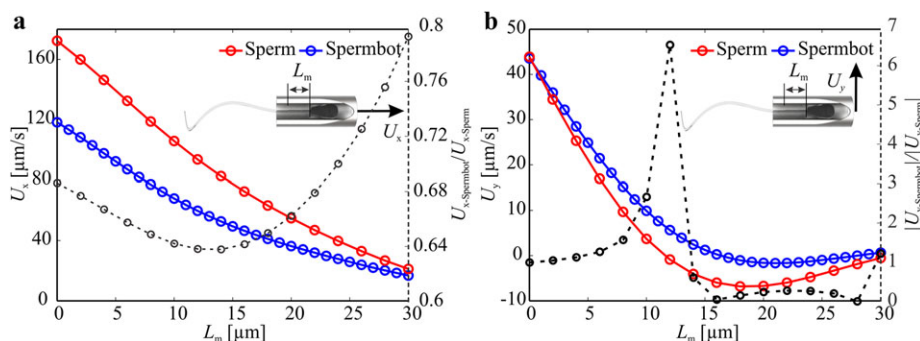 a
160
120
80
40
0
U_x [μm/s]
Sperm Spermbot
L_m
U_x
0.8
0.76
0.72
0.68
0.64
0.6
U_x-Spermbot/U_x-Sperm
0 5 10 15 20 25 30
L_m [μm]
b
50
40
30
20
10
0
-10
U_y [μm/s]
Sperm Spermbot
L_m
U_y
7
6
5
4
3
2
1
0
|U_x-Spermbot|/|U_x-Sperm|
0 5 10 15 20 25 30
L_m [μm]